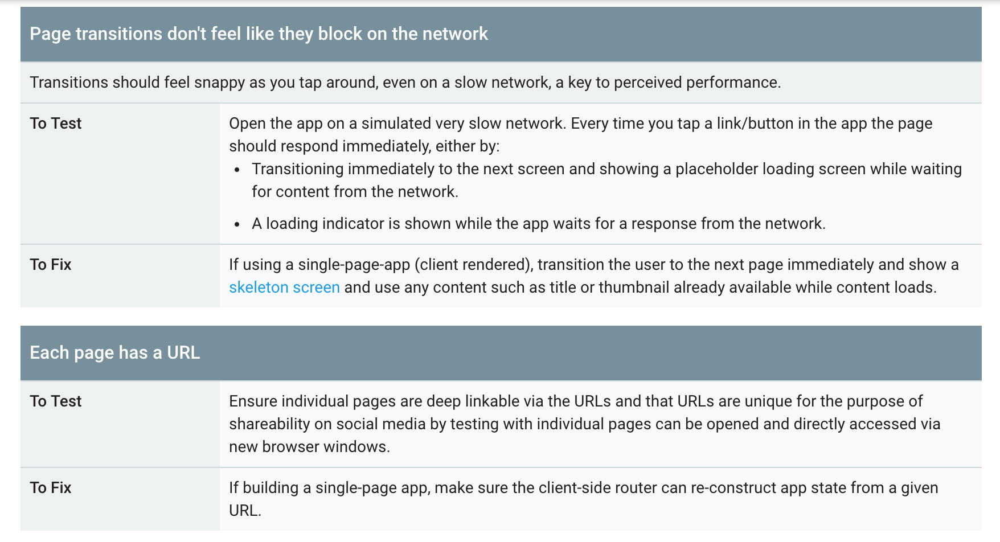 Page transitions don't feel like they block on the network
Transitions should feel snappy as you tap around, even on a slow network, a key to perceived performance.
To Test
Open the app on a simulated very slow network. Every time you tap a link/button in the app the page
should respond immediately, either by:
• Transitioning immediately to the next screen and showing a placeholder loading screen while waiting
for content from the network.
• A loading indicator is shown while the app waits for a response from the network.
To Fix
If using a single-page-app (client rendered), transition the user to the next page immediately and show a
skeleton screen and use any content such as title or thumbnail already available while content loads.
Each page has a URL
To Test
Ensure individual pages are deep linkable via the URLs and that URLs are unique for the purpose of
shareability on social media by testing with individual pages can be opened and directly accessed via
new browser windows.
To Fix
If building a single-page app, make sure the client-side router can re-construct app state from a given
URL.